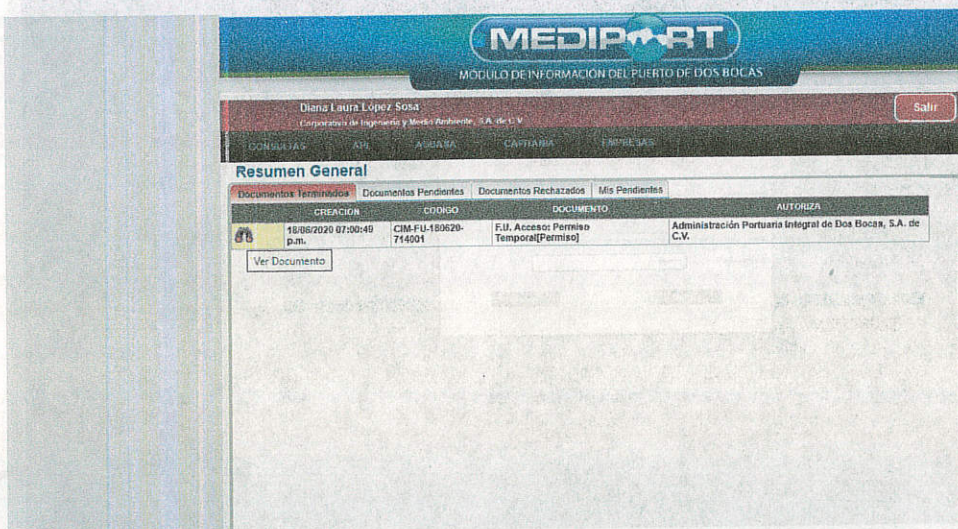 MEDIPORT
MÓDULO DE INFORMACIÓN DEL PUERTO DE DOS BOCAS
Diana Laura López Sosa
Corporativo de Ingeniería y Medio Ambiente, S.A. de C.V.
Salir
CONSULTAS API ADUANA CAPITANIA EMPRESAS
Resumen General
Documentos Terminados Documentos Pendientes Documentos Rechazados Mis Pendientes
CREACIÓN CODIGO DOCUMENTO AUTORIZA
18/06/2020 07:00:49 p.m. CIM-FU-180620-714001 F.U. Acceso: Permiso Temporal[Permiso] Administración Portuaria Integral de Dos Bocas, S.A. de C.V.
Ver Documento